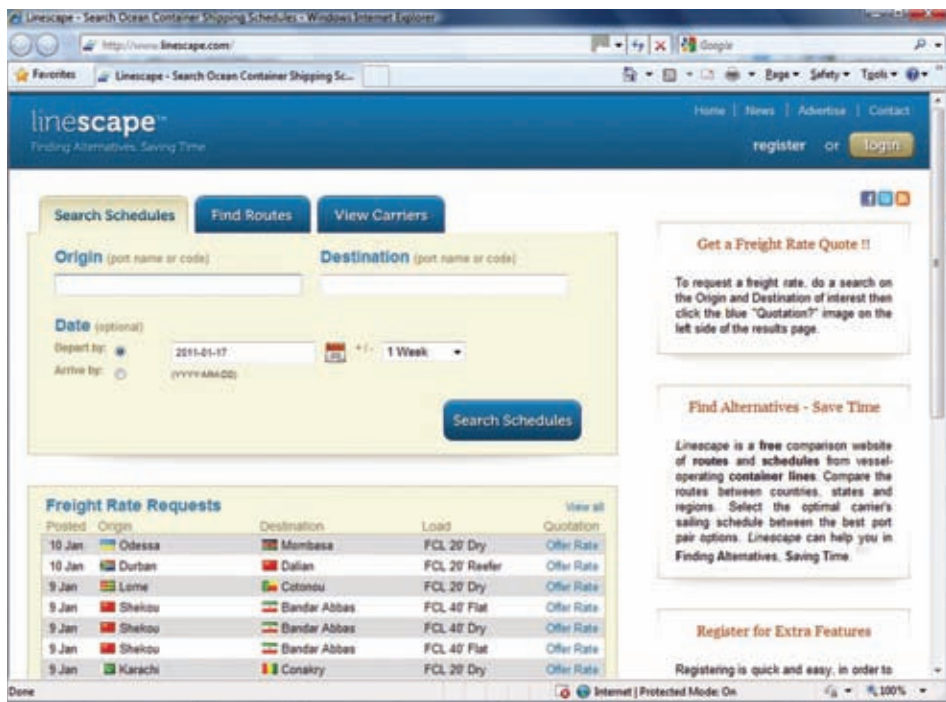 Linescape - Search Ocean Container Shipping Schedules - Windows Internet Explorer
http://www.linescape.com/
Google
Favorites
Linescape - Search Ocean Container Shipping Sc...
Page Safety Tools
linescape™
Finding Alternatives, Saving Time
Home | News | Advertise | Contact
register or login
Search Schedules
Find Routes
View Carriers
Origin (port name or code)
Destination (port name or code)
Date (optional)
Depart by:
2011-01-17
+/-
1 Week
Arrive by:
(YYYY-MM-DD)
Search Schedules
Freight Rate Requests
View all
Posted Origin Destination Load Quotation
10 Jan Odessa Mombasa FCL 20' Dry Offer Rate
10 Jan Durban Dalian FCL 20' Reefer Offer Rate
9 Jan Lome Cotonou FCL 20' Dry Offer Rate
9 Jan Shekou Bandar Abbas FCL 40' Flat Offer Rate
9 Jan Shekou Bandar Abbas FCL 40' Dry Offer Rate
9 Jan Shekou Bandar Abbas FCL 40' Flat Offer Rate
9 Jan Karachi Conakry FCL 20' Dry Offer Rate
Get a Freight Rate Quote !!
To request a freight rate, do a search on
the Origin and Destination of interest then
click the blue "Quotation?" image on the
left side of the results page.
Find Alternatives - Save Time
Linescape is a free comparison website
of routes and schedules from vessel-
operating container lines. Compare the
routes between countries, states and
regions. Select the optimal carrier's
sailing schedule between the best port
pair options. Linescape can help you in
Finding Alternatives, Saving Time.
Register for Extra Features
Registering is quick and easy, in order to
Done
Internet | Protected Mode: On
100%